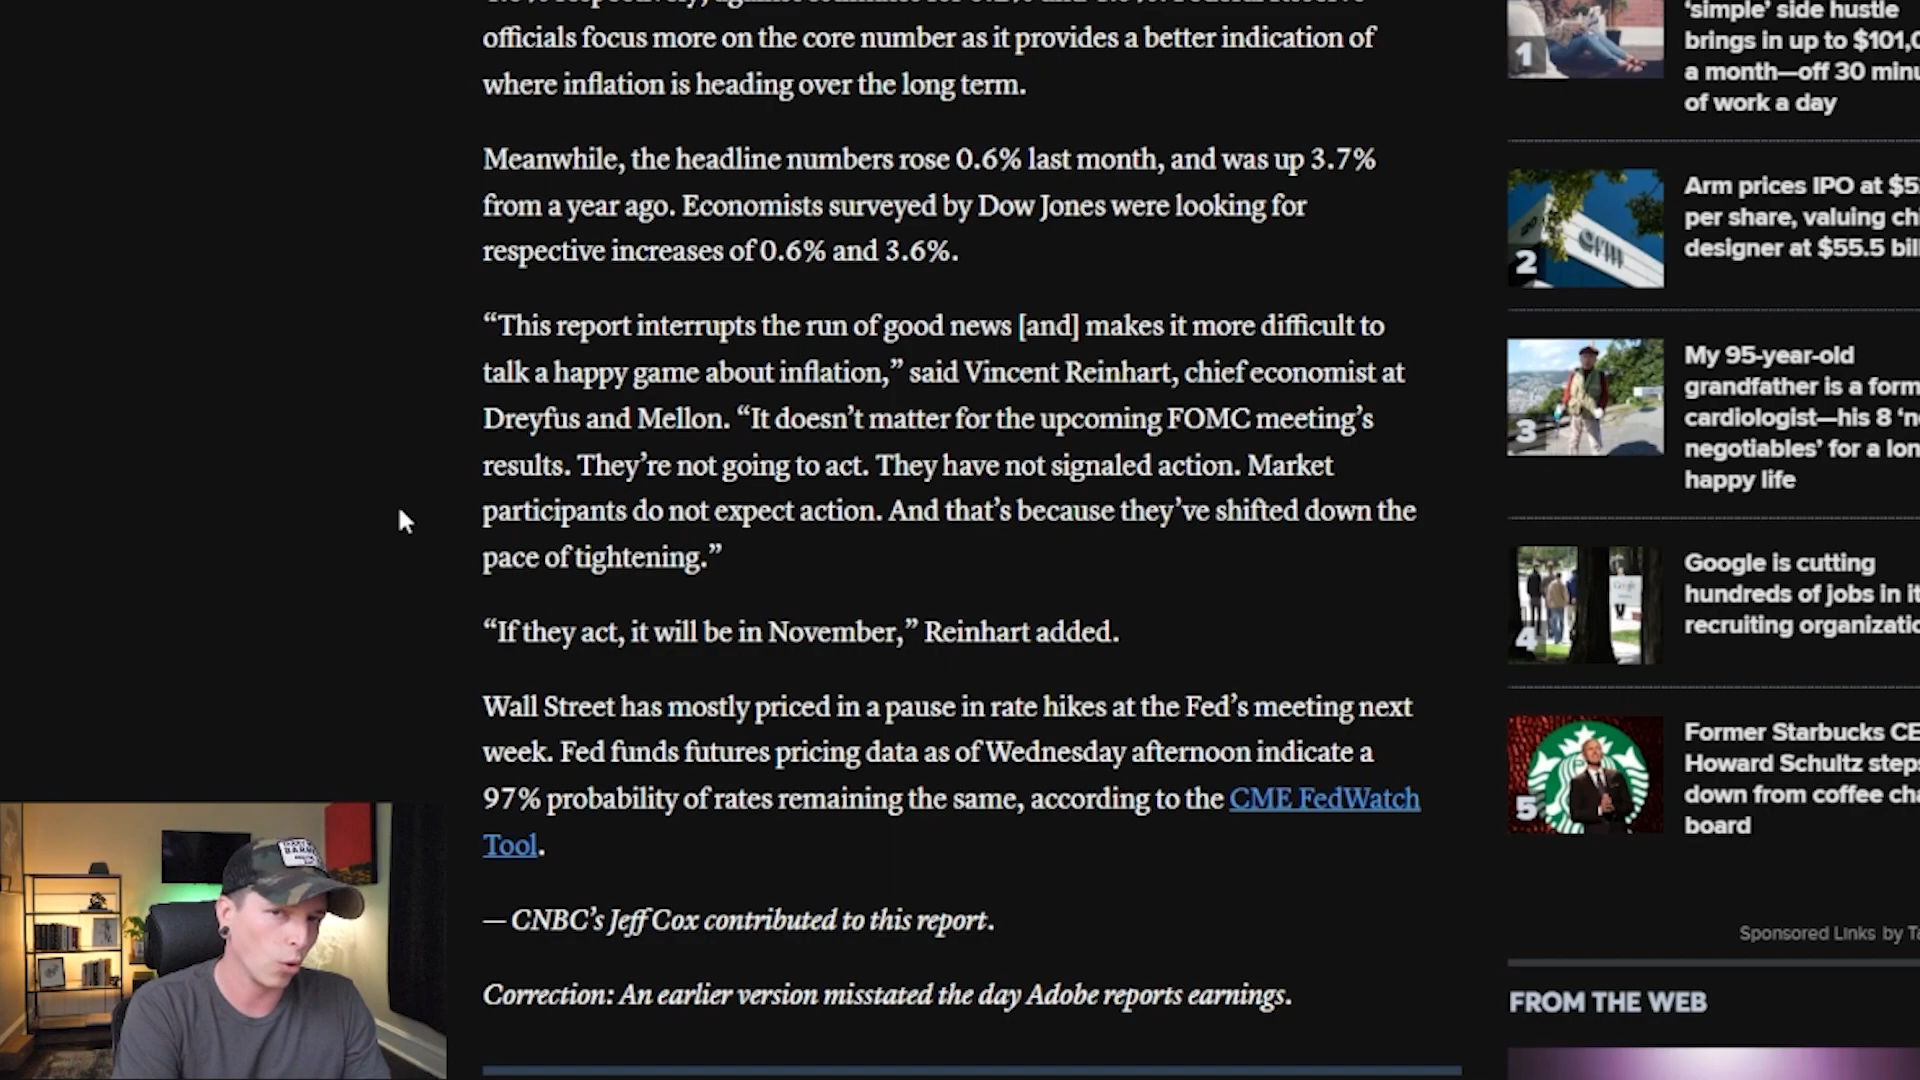 officials focus more on the core number as it provides a better indication of
where inflation is heading over the long term.
Meanwhile, the headline numbers rose 0.6% last month, and was up 3.7%
from a year ago. Economists surveyed by Dow Jones were looking for
respective increases of 0.6% and 3.6%.
“This report interrupts the run of good news [and] makes it more difficult to
talk a happy game about inflation,” said Vincent Reinhart, chief economist at
Dreyfus and Mellon. “It doesn’t matter for the upcoming FOMC meeting’s
results. They’re not going to act. They have not signaled action. Market
participants do not expect action. And that’s because they’ve shifted down the
pace of tightening.”
“If they act, it will be in November,” Reinhart added.
Wall Street has mostly priced in a pause in rate hikes at the Fed’s meeting next
week. Fed funds futures pricing data as of Wednesday afternoon indicate a
97% probability of rates remaining the same, according to the CME FedWatch
Tool.
— CNBC’s Jeff Cox contributed to this report.
Correction: An earlier version misstated the day Adobe reports earnings.
1
‘simple’ side hustle
brings in up to $101,0
a month—off 30 minu
of work a day
2
Arm prices IPO at $5
per share, valuing chi
designer at $55.5 bil
3
My 95-year-old
grandfather is a form
cardiologist—his 8 ‘n
negotiables’ for a lon
happy life
4
Google is cutting
hundreds of jobs in it
recruiting organizatio
5
Former Starbucks CE
Howard Schultz steps
down from coffee cha
board
Sponsored Links by Ta
FROM THE WEB